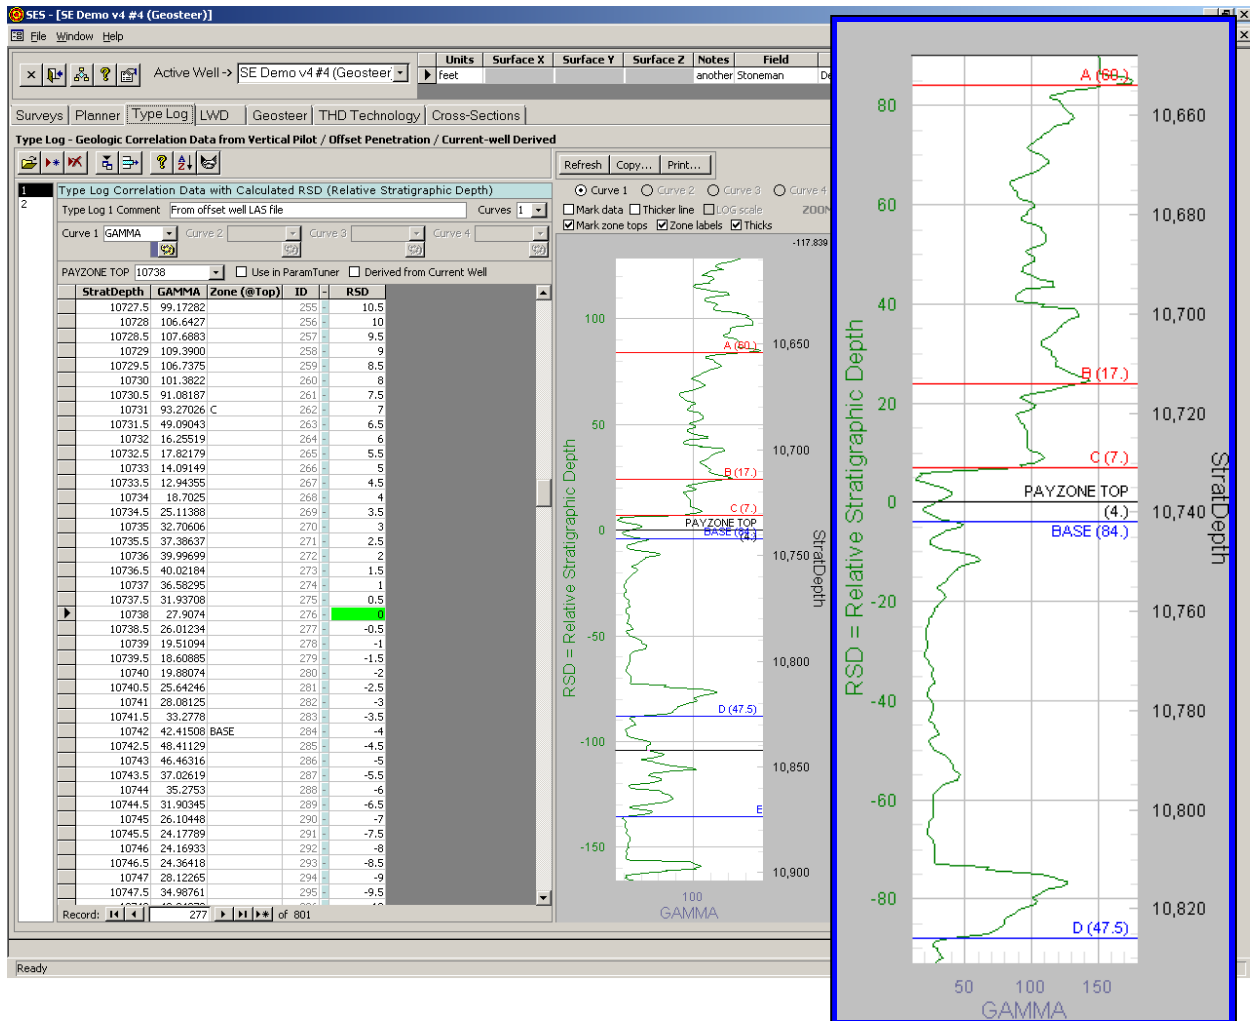 SES - [SE Demo v4 #4 (Geosteer)]
File Window Help
Active Well -> SE Demo v4 #4 (Geosteer
Units Surface X Surface Y Surface Z Notes Field
feet another Stoneman De
Surveys Planner Type Log LWD Geosteer THD Technology Cross-Sections
Type Log - Geologic Correlation Data from Vertical Pilot / Offset Penetration / Current-well Derived
Refresh Copy... Print...
1
2
Type Log Correlation Data with Calculated RSD (Relative Stratigraphic Depth)
Type Log 1 Comment From offset well LAS file Curves 1
Curve 1 GAMMA Curve 2 Curve 3 Curve 4
PAYZONE TOP 10738 Use in ParamTuner Derived from Current Well
StratDepth GAMMA Zone (@Top) ID - RSD
10727.5 99.17282 255 - 10.5
10728 106.6427 256 - 10
10728.5 107.6883 257 - 9.5
10729 109.3900 258 - 9
10729.5 106.7375 259 - 8.5
10730 101.3822 260 - 8
10730.5 91.08187 261 - 7.5
10731 93.27026 C 262 - 7
10731.5 49.09043 263 - 6.5
10732 16.25519 264 - 6
10732.5 17.82179 265 - 5.5
10733 14.09149 266 - 5
10733.5 12.94355 267 - 4.5
10734 18.7025 268 - 4
10734.5 25.11388 269 - 3.5
10735 32.70606 270 - 3
10735.5 37.38637 271 - 2.5
10736 39.99699 272 - 2
10736.5 40.02184 273 - 1.5
10737 36.58295 274 - 1
10737.5 31.93708 275 - 0.5
10738 27.9074 276 - 0
10738.5 26.01234 277 - -0.5
10739 19.51094 278 - -1
10739.5 18.60885 279 - -1.5
10740 19.88074 280 - -2
10740.5 25.64246 281 - -2.5
10741 28.08125 282 - -3
10741.5 33.2778 283 - -3.5
10742 42.41508 BASE 284 - -4
10742.5 48.41129 285 - -4.5
10743 46.46316 286 - -5
10743.5 37.02619 287 - -5.5
10744 35.2753 288 - -6
10744.5 31.90345 289 - -6.5
10745 26.10448 290 - -7
10745.5 24.17789 291 - -7.5
10746 24.16933 292 - -8
10746.5 24.36418 293 - -8.5
10747 28.12265 294 - -9
10747.5 34.98761 295 - -9.5
Record: 277 of 801
Ready
Curve 1 Curve 2 Curve 3 Curve 4
Mark data Thicker line LOG scale ZOOM
Mark zone tops Zone labels Thicks
-117.839
100
50
0
-50
-100
-150
RSD = Relative Stratigraphic Depth
A (60.)
B (17.)
C (7.)
PAYZONE TOP
(4.)
BASE (84.)
D (47.5)
E
10,650
10,700
10,750
10,800
10,850
10,900
StratDepth
100
GAMMA
80
60
40
20
0
-20
-40
-60
-80
RSD = Relative Stratigraphic Depth
A (60.)
B (17.)
C (7.)
PAYZONE TOP
(4.)
BASE (84.)
D (47.5)
10,660
10,680
10,700
10,720
10,740
10,760
10,780
10,800
10,820
StratDepth
50 100 150
GAMMA